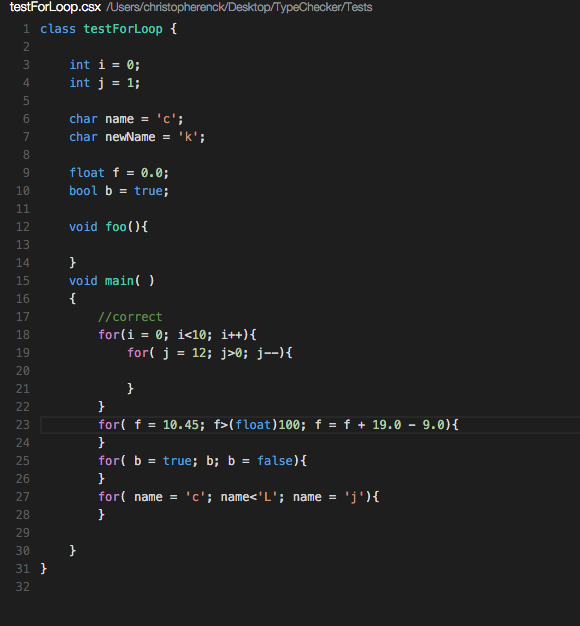 testForLoop.csx /Users/christopherenck/Desktop/TypeChecker/Tests
1 class testForLoop {
2
3 int i = 0;
4 int j = 1;
5
6 char name = 'c';
7 char newName = 'k';
8
9 float f = 0.0;
10 bool b = true;
11
12 void foo(){
13
14 }
15 void main( )
16 {
17 //correct
18 for(i = 0; i<10; i++){
19 for( j = 12; j>0; j--){
20
21 }
22 }
23 for( f = 10.45; f>(float)100; f = f + 19.0 - 9.0){
24 }
25 for( b = true; b; b = false){
26 }
27 for( name = 'c'; name<'L'; name = 'j'){
28 }
29
30 }
31 }
32